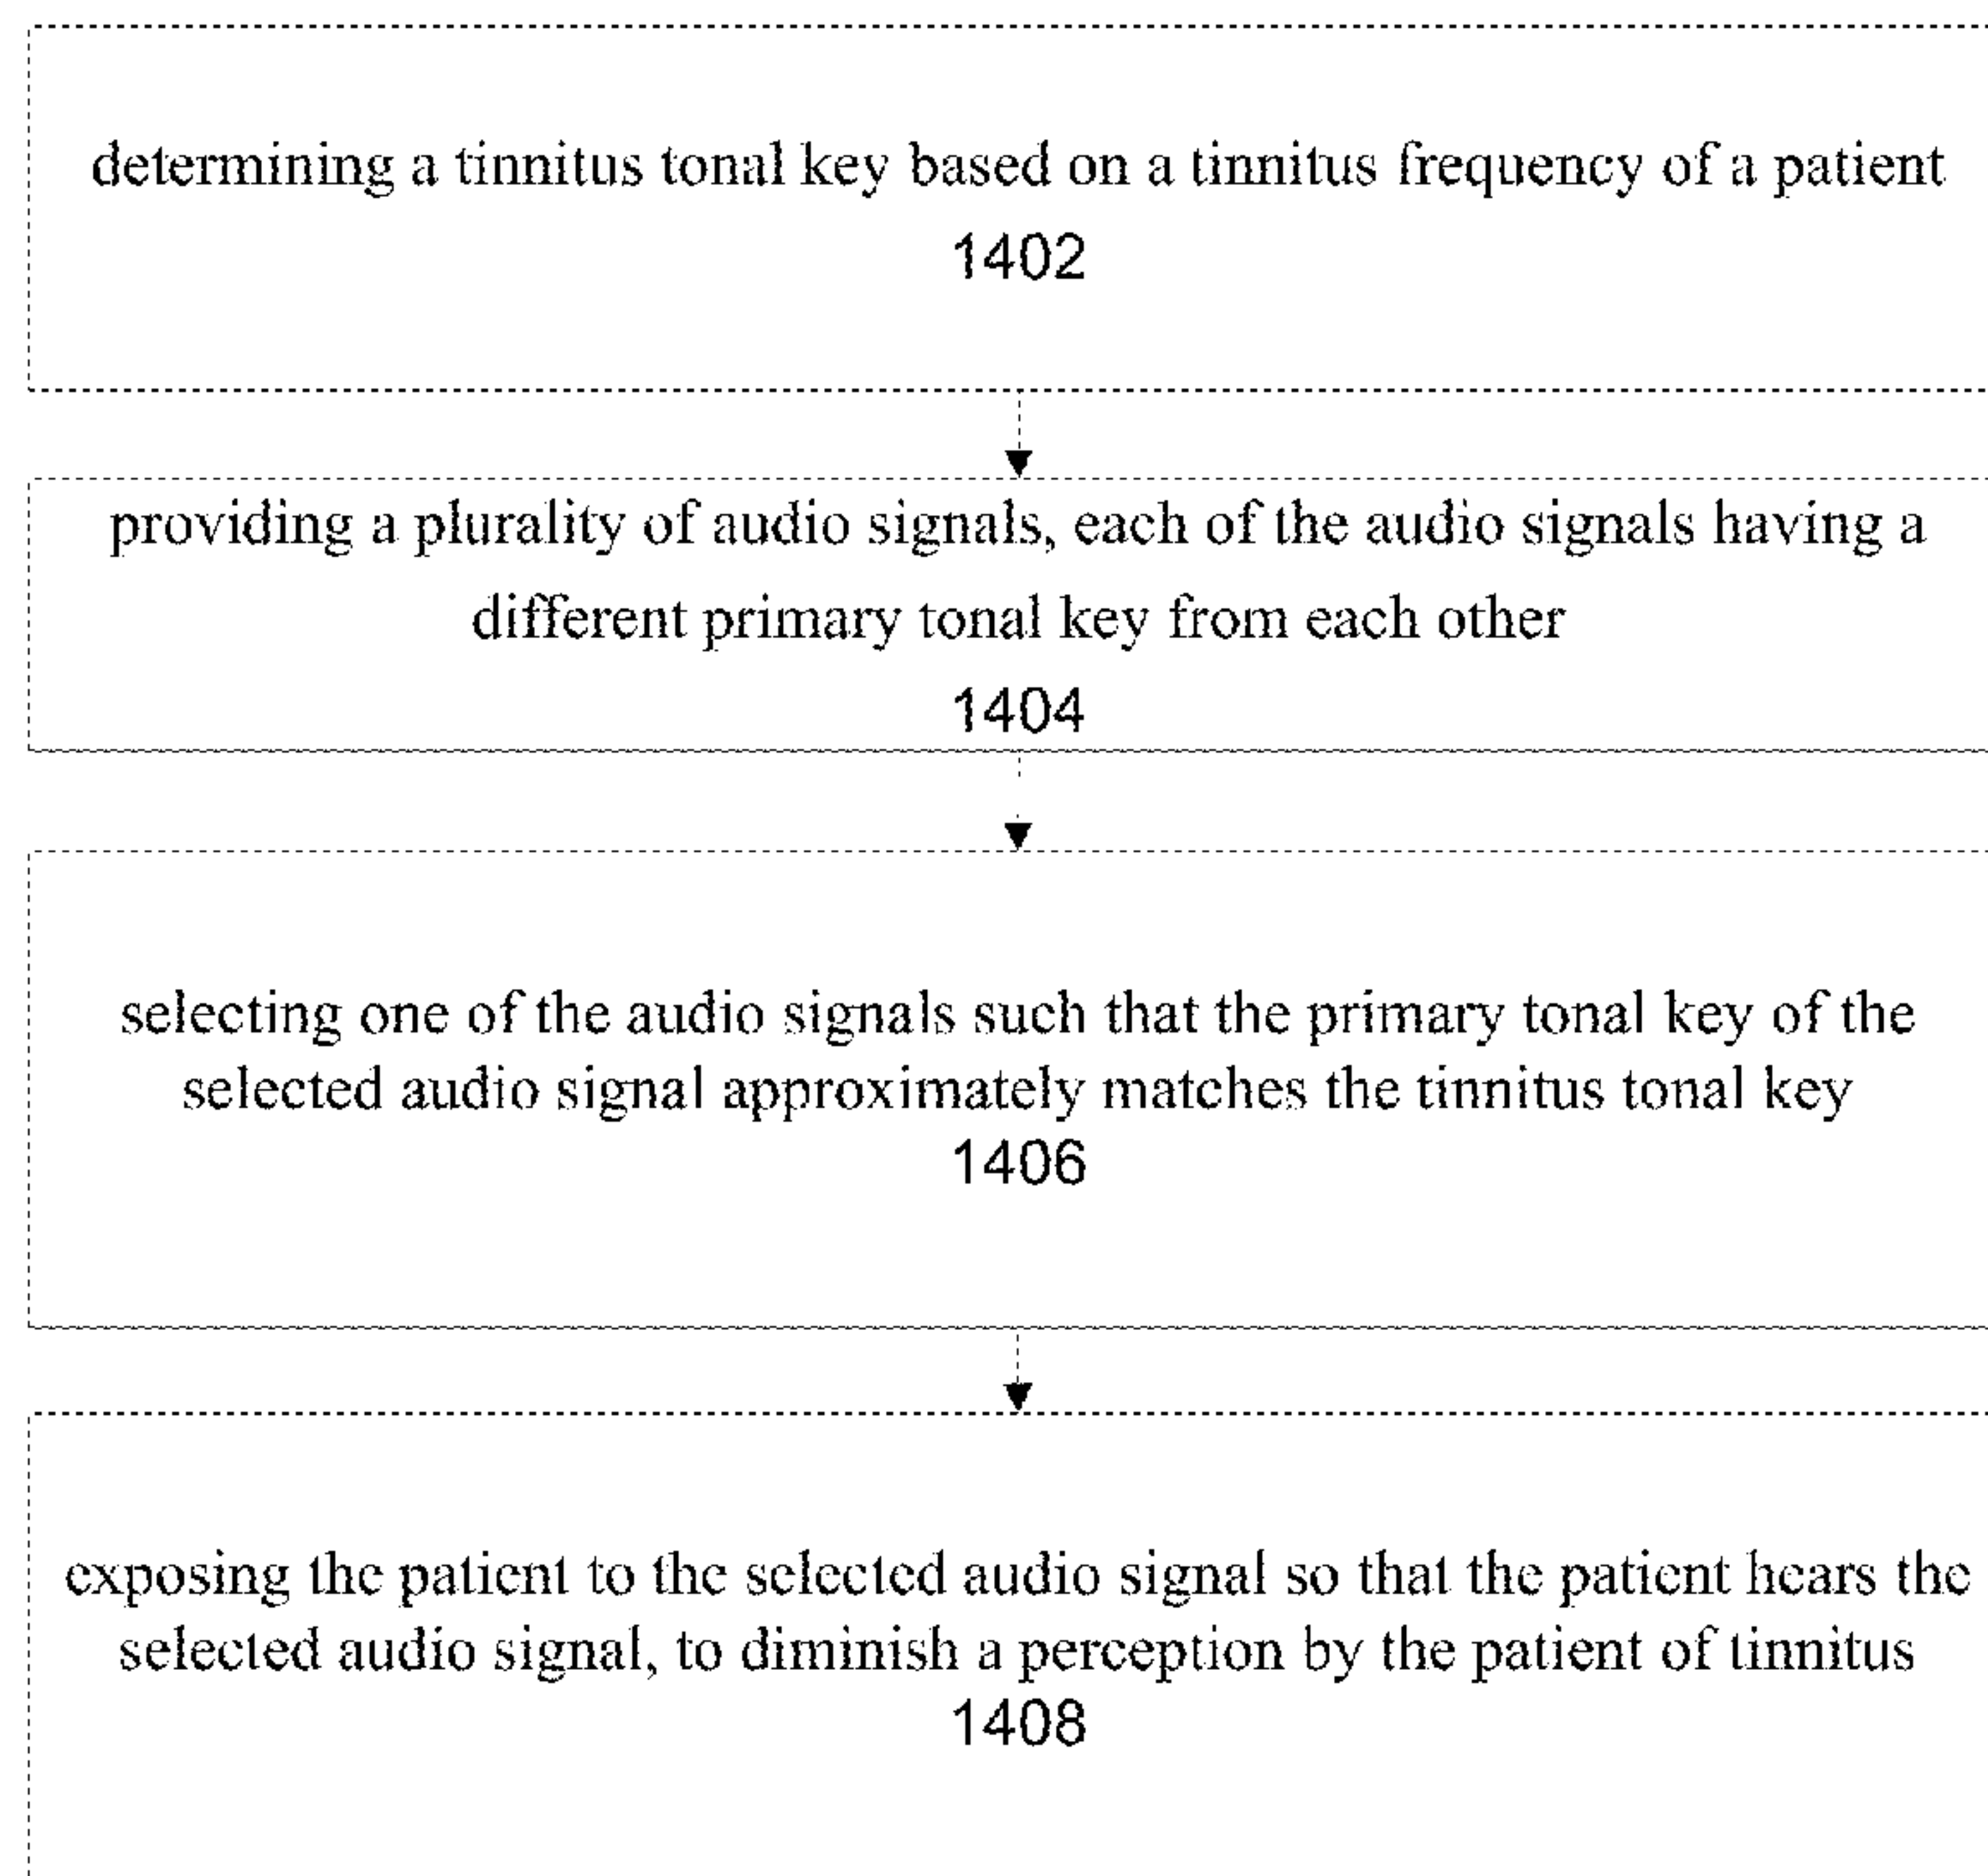 determining a tinnitus tonal key based on a tinnitus frequency of a patient
1402
providing a plurality of audio signals, each of the audio signals having a
different primary tonal key from each other
1404
selecting one of the audio signals such that the primary tonal key of the
selected audio signal approximately matches the tinnitus tonal key
1406
exposing the patient to the selected audio signal so that the patient hears the
selected audio signal, to diminish a perception by the patient of tinnitus
1408